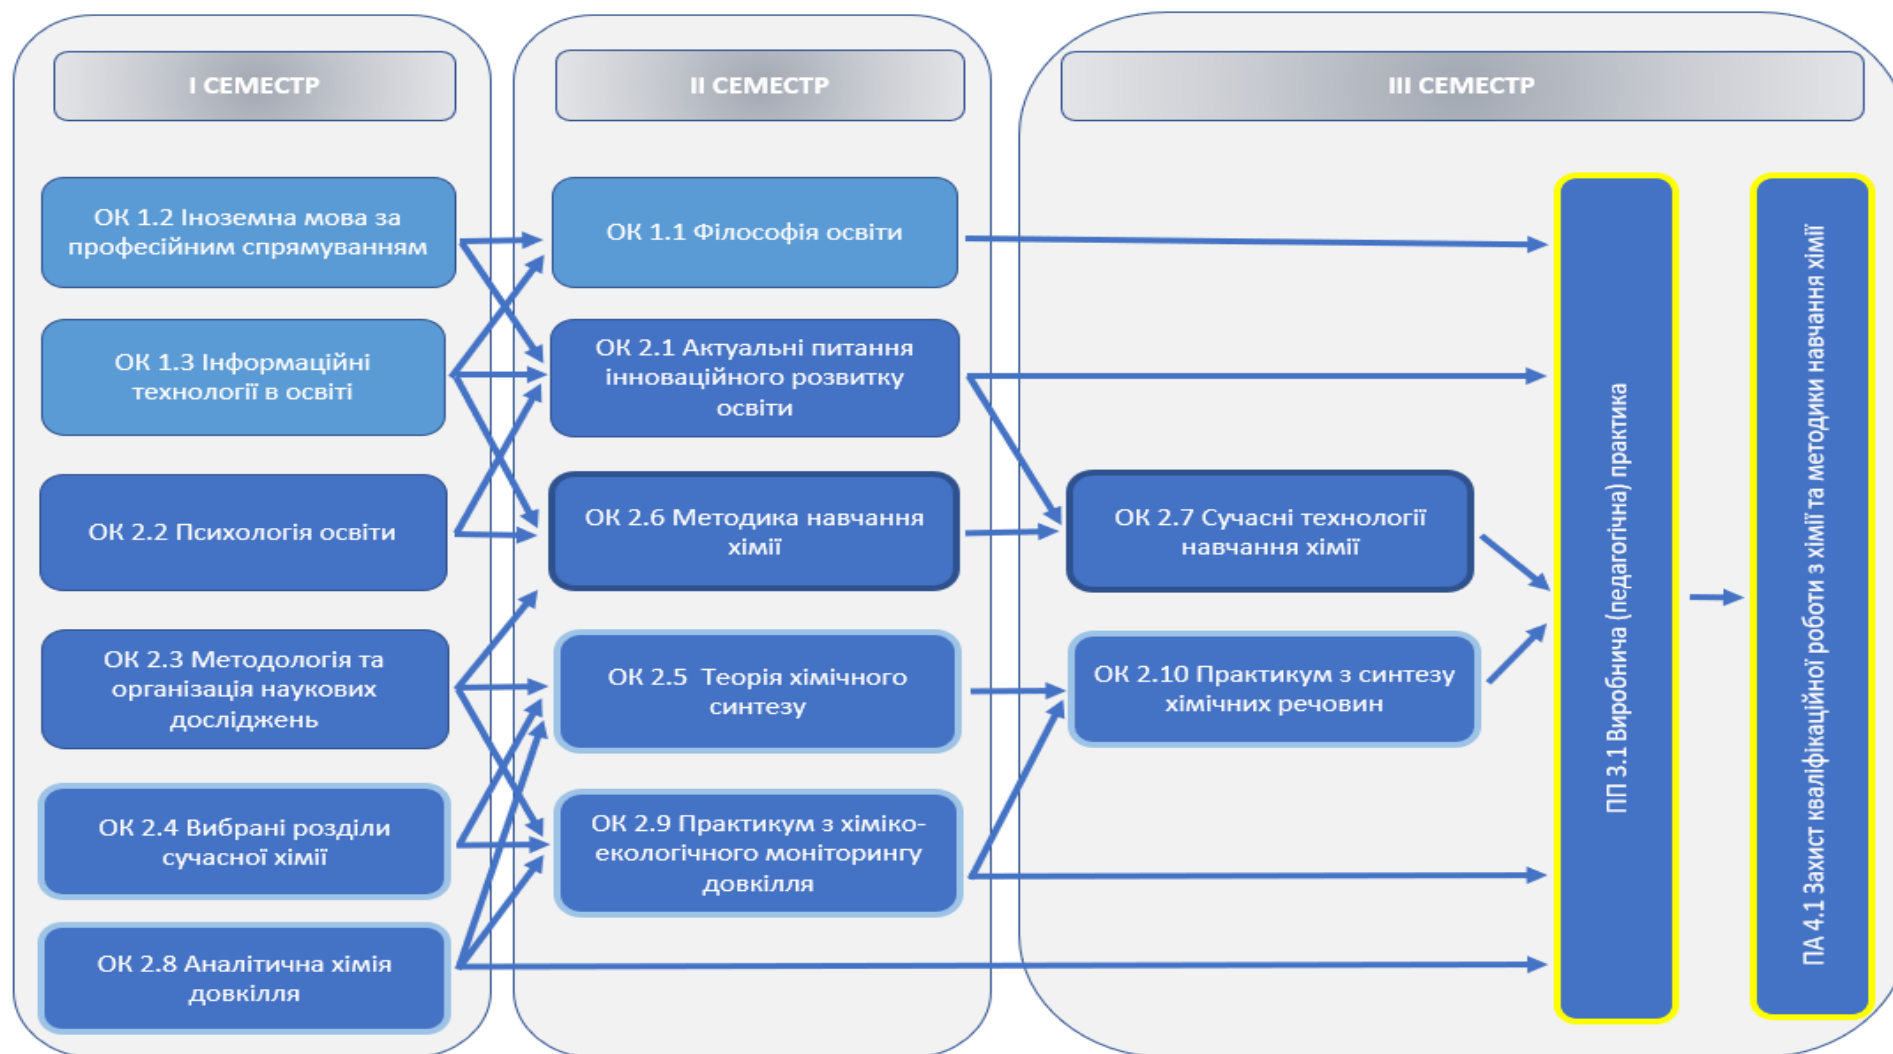 І СЕМЕСТР
ОК 1.2 Іноземна мова за
професійним спрямуванням
ОК 1.3 Інформаційні
технології в освіті
ОК 2.2 Психологія освіти
ОК 2.3 Методологія та
організація наукових
досліджень
ОК 2.4 Вибрані розділи
сучасної хімії
ОК 2.8 Аналітична хімія
довкілля
ІІ СЕМЕСТР
ОК 1.1 Філософія освіти
ОК 2.1 Актуальні питання
інноваційного розвитку
освіти
ОК 2.6 Методика навчання
хімії
ОК 2.5 Теорія хімічного
синтезу
ОК 2.9 Практикум з хіміко-
екологічного моніторингу
довкілля
ІІІ СЕМЕСТР
ОК 2.7 Сучасні технології
навчання хімії
ОК 2.10 Практикум з синтезу
хімічних речовин
ПП 3.1 Виробнича (педагогічна) практика
ПА 4.1 Захист кваліфікаційної роботи з хімії та методики навчання хімії